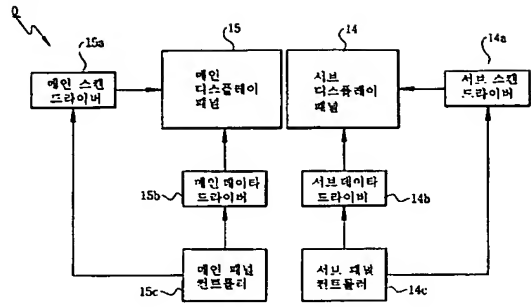 Q
15a
15
14
14a
메인 스캔
드라이버
메인
디스플레이
패널
서브
디스플레이
패널
서브 스캔
드라이버
15b
메인 데이타
드라이버
서브 데이타
드라이버
14b
메인 패널
컨트롤러
서브 패널
컨트롤러
15c
14c